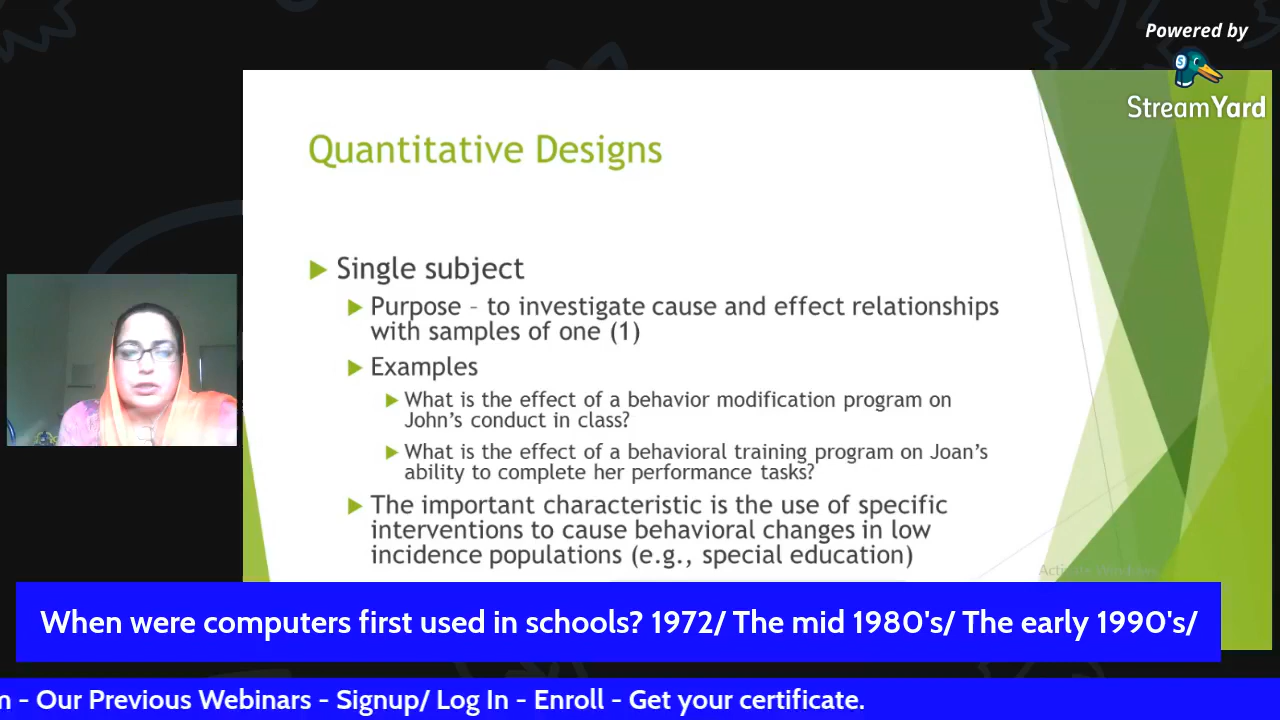 Powered by
StreamYard
Quantitative Designs
Single subject
Purpose – to investigate cause and effect relationships
with samples of one (1)
Examples
What is the effect of a behavior modification program on
John's conduct in class?
What is the effect of a behavioral training program on Joan's
ability to complete her performance tasks?
The important characteristic is the use of specific
interventions to cause behavioral changes in low
incidence populations (e.g., special education)
When were computers first used in schools? 1972/ The mid 1980's/ The early 1990's/
- Our Previous Webinars - Signup/ Log In - Enroll - Get your certificate.